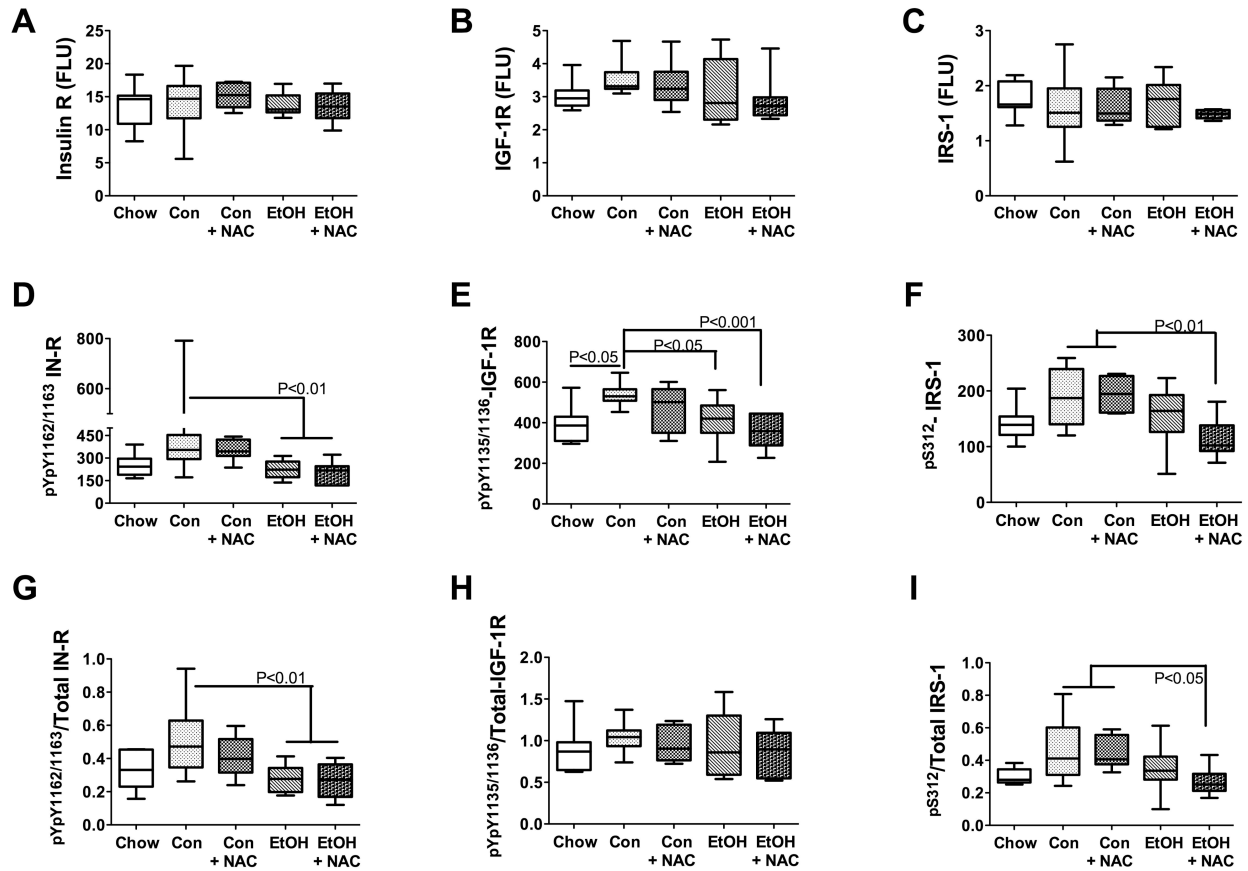 A
Insulin R (FLU)
25
20
15
10
5
0
Chow Con Con EtOH EtOH
+ NAC + NAC
B
IGF-1R (FLU)
5
4
3
2
1
0
Chow Con Con EtOH EtOH
+ NAC + NAC
C
IRS-1 (FLU)
3
2
1
0
Chow Con Con EtOH EtOH
+ NAC + NAC
D
pYpY1162/1163 IN-R
800
600
450
300
150
0
P<0.01
Chow Con Con EtOH EtOH
+ NAC + NAC
E
pYpY1135/1136-IGF-1R
800
600
400
200
0
P<0.001
P<0.05
P<0.05
Chow Con Con EtOH EtOH
+ NAC + NAC
F
pS312- IRS-1
300
200
100
0
P<0.01
Chow Con Con EtOH EtOH
+ NAC + NAC
G
pYpY1162/1163/Total IN-R
1.0
0.8
0.6
0.4
0.2
0.0
P<0.01
Chow Con Con EtOH EtOH
+ NAC + NAC
H
pYpY1135/1136/Total-IGF-1R
2.0
1.5
1.0
0.5
0.0
Chow Con Con EtOH EtOH
+ NAC + NAC
I
pS312/Total IRS-1
1.0
0.8
0.6
0.4
0.2
0.0
P<0.05
Chow Con Con EtOH EtOH
+ NAC + NAC